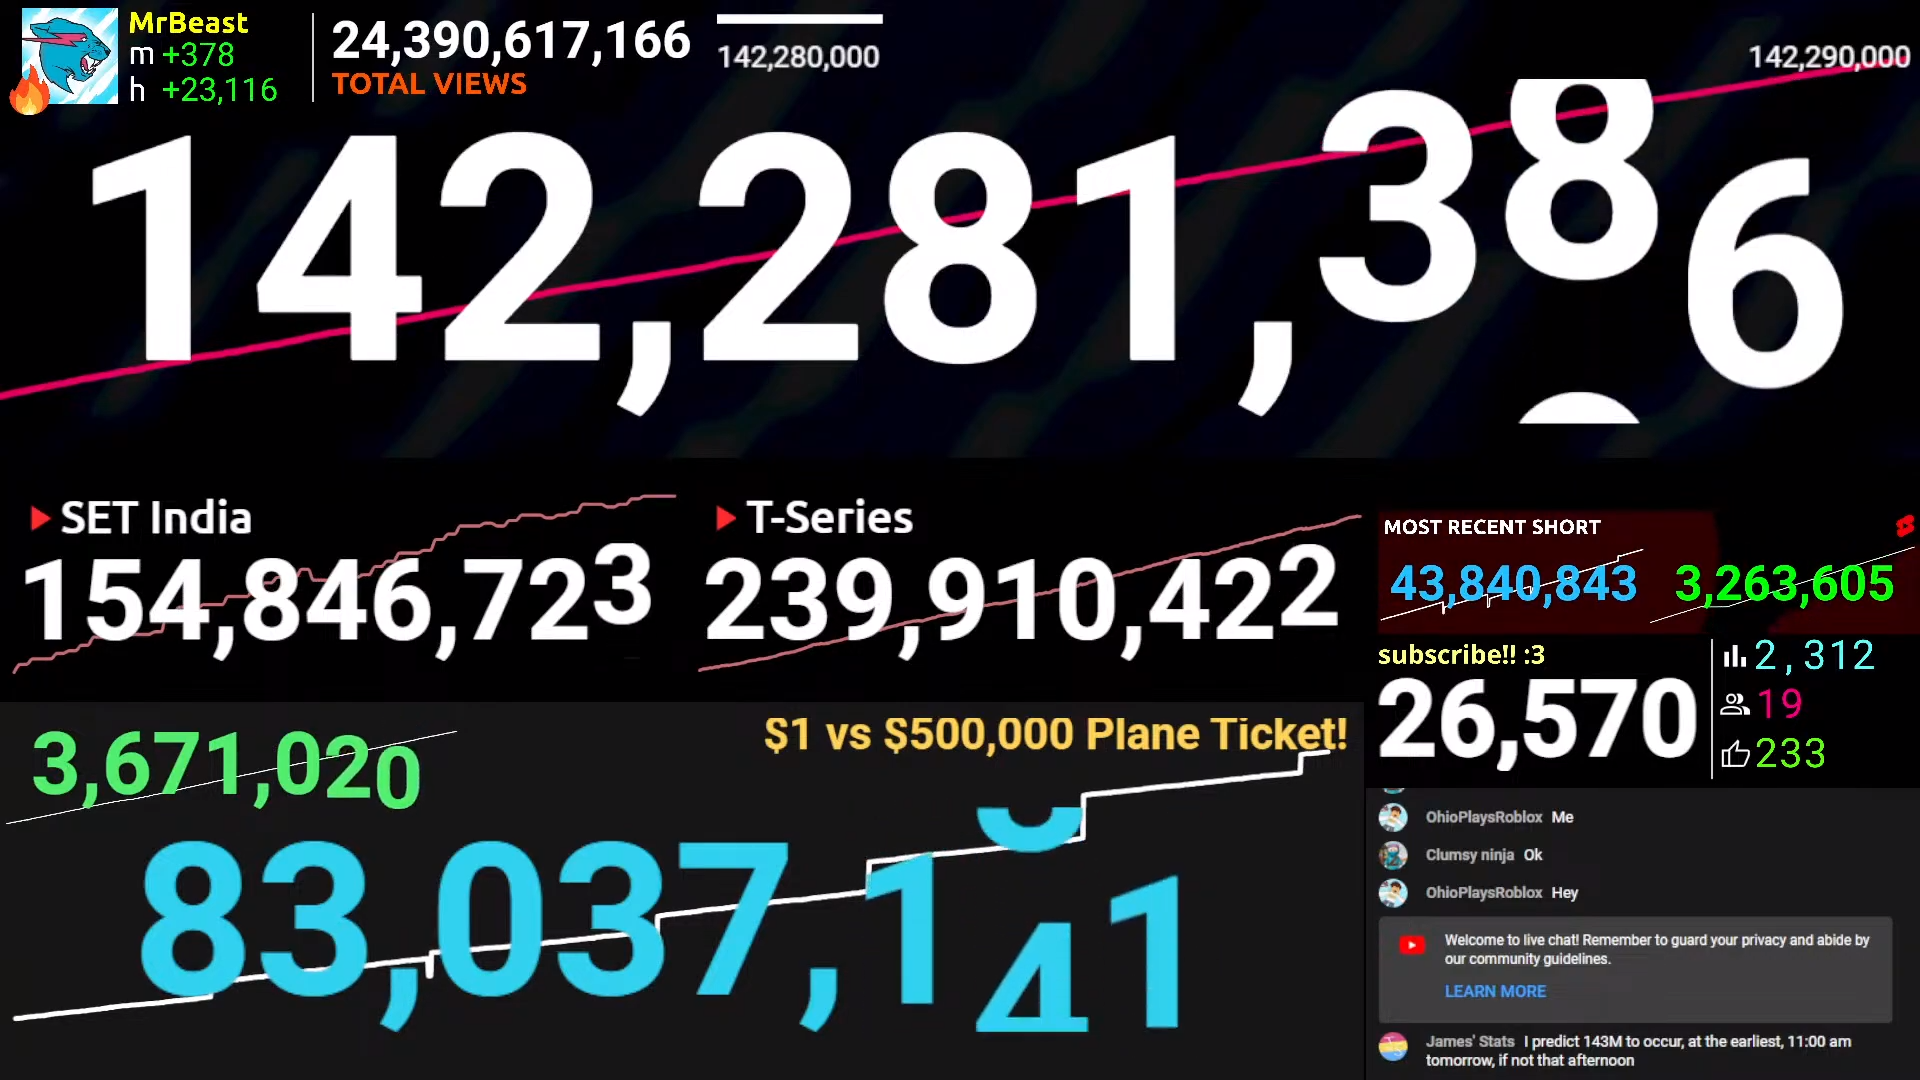 MrBeast
m +378
h +23,116
24,390,617,166
TOTAL VIEWS
142,280,000
142,290,000
142,281,386
SET India
154,846,723
T-Series
239,910,422
MOST RECENT SHORT
43,840,843
3,263,605
subscribe!! :3
26,570
2,312
19
233
3,671,020
$1 vs $500,000 Plane Ticket!
83,037,141
OhioPlaysRoblox Me
Clumsy ninja Ok
OhioPlaysRoblox Hey
Welcome to live chat! Remember to guard your privacy and abide by
our community guidelines.
LEARN MORE
James' Stats I predict 143M to occur, at the earliest, 11:00 am
tomorrow, if not that afternoon